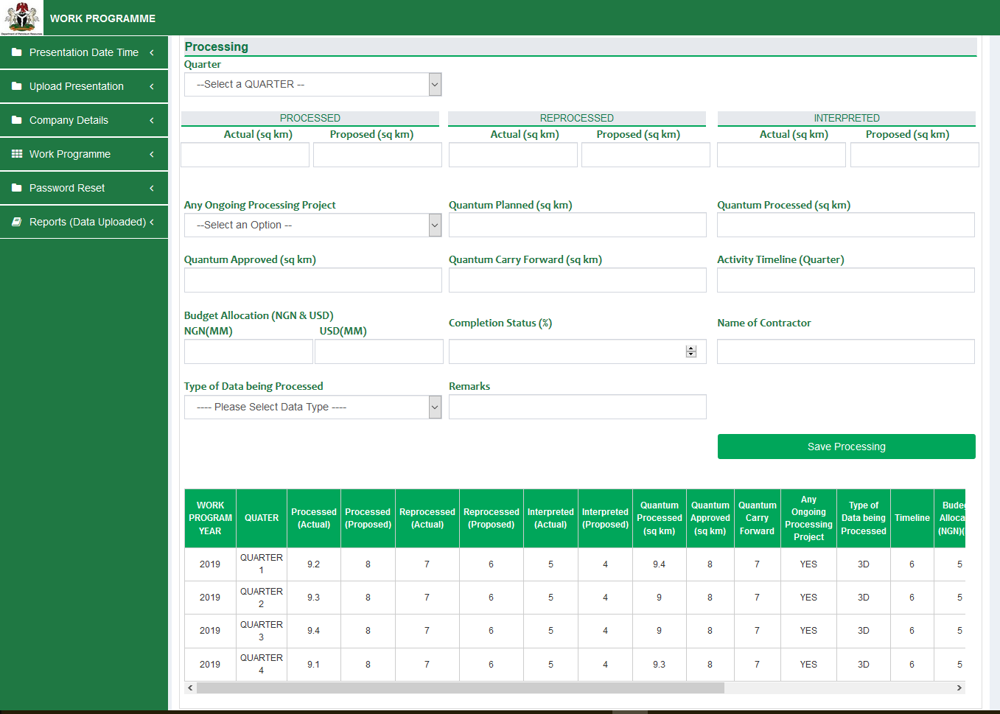 WORK PROGRAMME
Presentation Date Time
Upload Presentation
Company Details
Work Programme
Password Reset
Reports (Data Uploaded)
Processing
Quarter
--Select a QUARTER --
PROCESSED REPROCESSED INTERPRETED
Actual (sq km) Proposed (sq km) Actual (sq km) Proposed (sq km) Actual (sq km) Proposed (sq km)
Any Ongoing Processing Project Quantum Planned (sq km) Quantum Processed (sq km)
--Select an Option --
Quantum Approved (sq km) Quantum Carry Forward (sq km) Activity Timeline (Quarter)
Budget Allocation (NGN & USD)
NGN(MM) USD(MM) Completion Status (%) Name of Contractor
Type of Data being Processed Remarks
---- Please Select Data Type ----
Save Processing
WORK PROGRAM YEAR QUATER Processed (Actual) Processed (Proposed) Reprocessed (Actual) Reprocessed (Proposed) Interpreted (Actual) Interpreted (Proposed) Quantum Processed (sq km) Quantum Approved (sq km) Quantum Carry Forward Any Ongoing Processing Project Type of Data being Processed Timeline (NGN)(
2019 QUARTER 1 9.2 8 7 6 5 4 9.4 8 7 YES 3D 6 5
2019 QUARTER 2 9.3 8 7 6 5 4 9 8 7 YES 3D 6 5
2019 QUARTER 3 9.4 8 7 6 5 4 9 8 7 YES 3D 6 5
2019 QUARTER 4 9.1 8 7 6 5 4 9.3 8 7 YES 3D 6 5